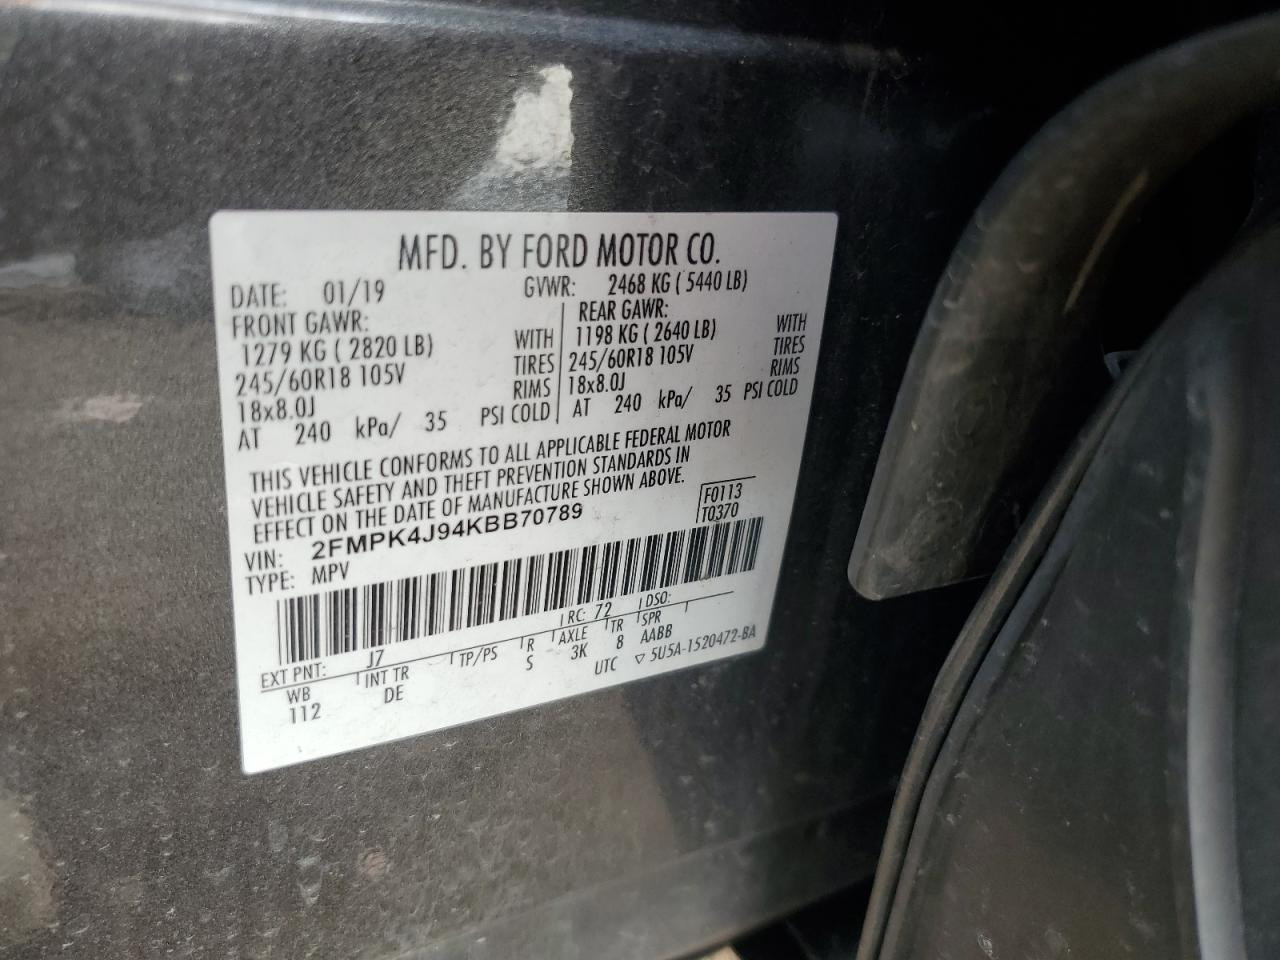 MFD. BY FORD MOTOR CO.
DATE: 01/19 GVWR: 2468 KG ( 5440 LB)
FRONT GAWR: REAR GAWR:
1279 KG ( 2820 LB) WITH 1198 KG ( 2640 LB) WITH
245/60R18 105V TIRES 245/60R18 105V TIRES
18x8.0J RIMS 18x8.0J RIMS
AT 240 kPa/ 35 PSI COLD AT 240 kPa/ 35 PSI COLD
THIS VEHICLE CONFORMS TO ALL APPLICABLE FEDERAL MOTOR
VEHICLE SAFETY AND THEFT PREVENTION STANDARDS IN
EFFECT ON THE DATE OF MANUFACTURE SHOWN ABOVE.
F0113
VIN: 2FMPK4J94KBB70789 T0370
TYPE: MPV
EXT PNT: J7 RC: 72 DSO:
WB INT TR TP/PS R AXLE TR SPR
112 DE S 3K 8 AABB
UTC ▽ 5U5A-1520472-BA